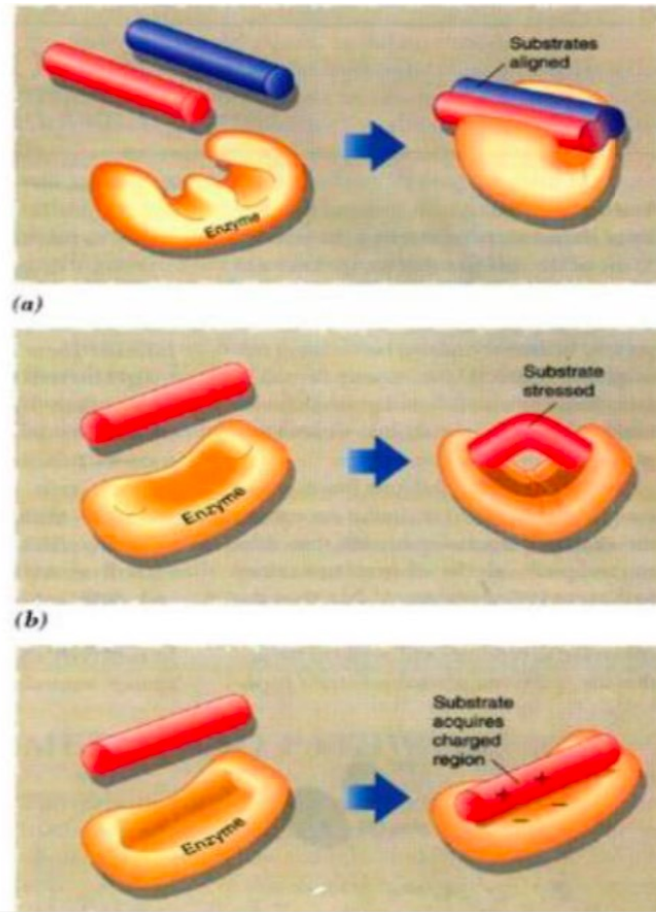 Substrates
aligned
Enzyme
(a)
Substrate
stressed
Enzyme
(b)
Substrate
acquires
charged
region
+ +
- -
Enzyme